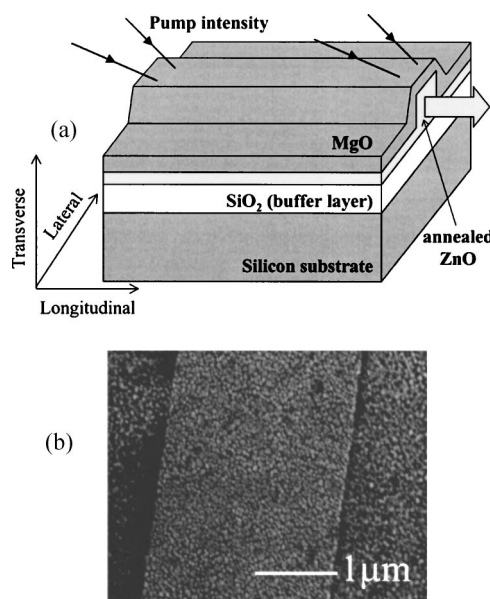 Pump intensity
(a)
MgO
SiO₂ (buffer layer)
Silicon substrate
annealed
ZnO
Transverse
Lateral
Longitudinal
(b)
1μm